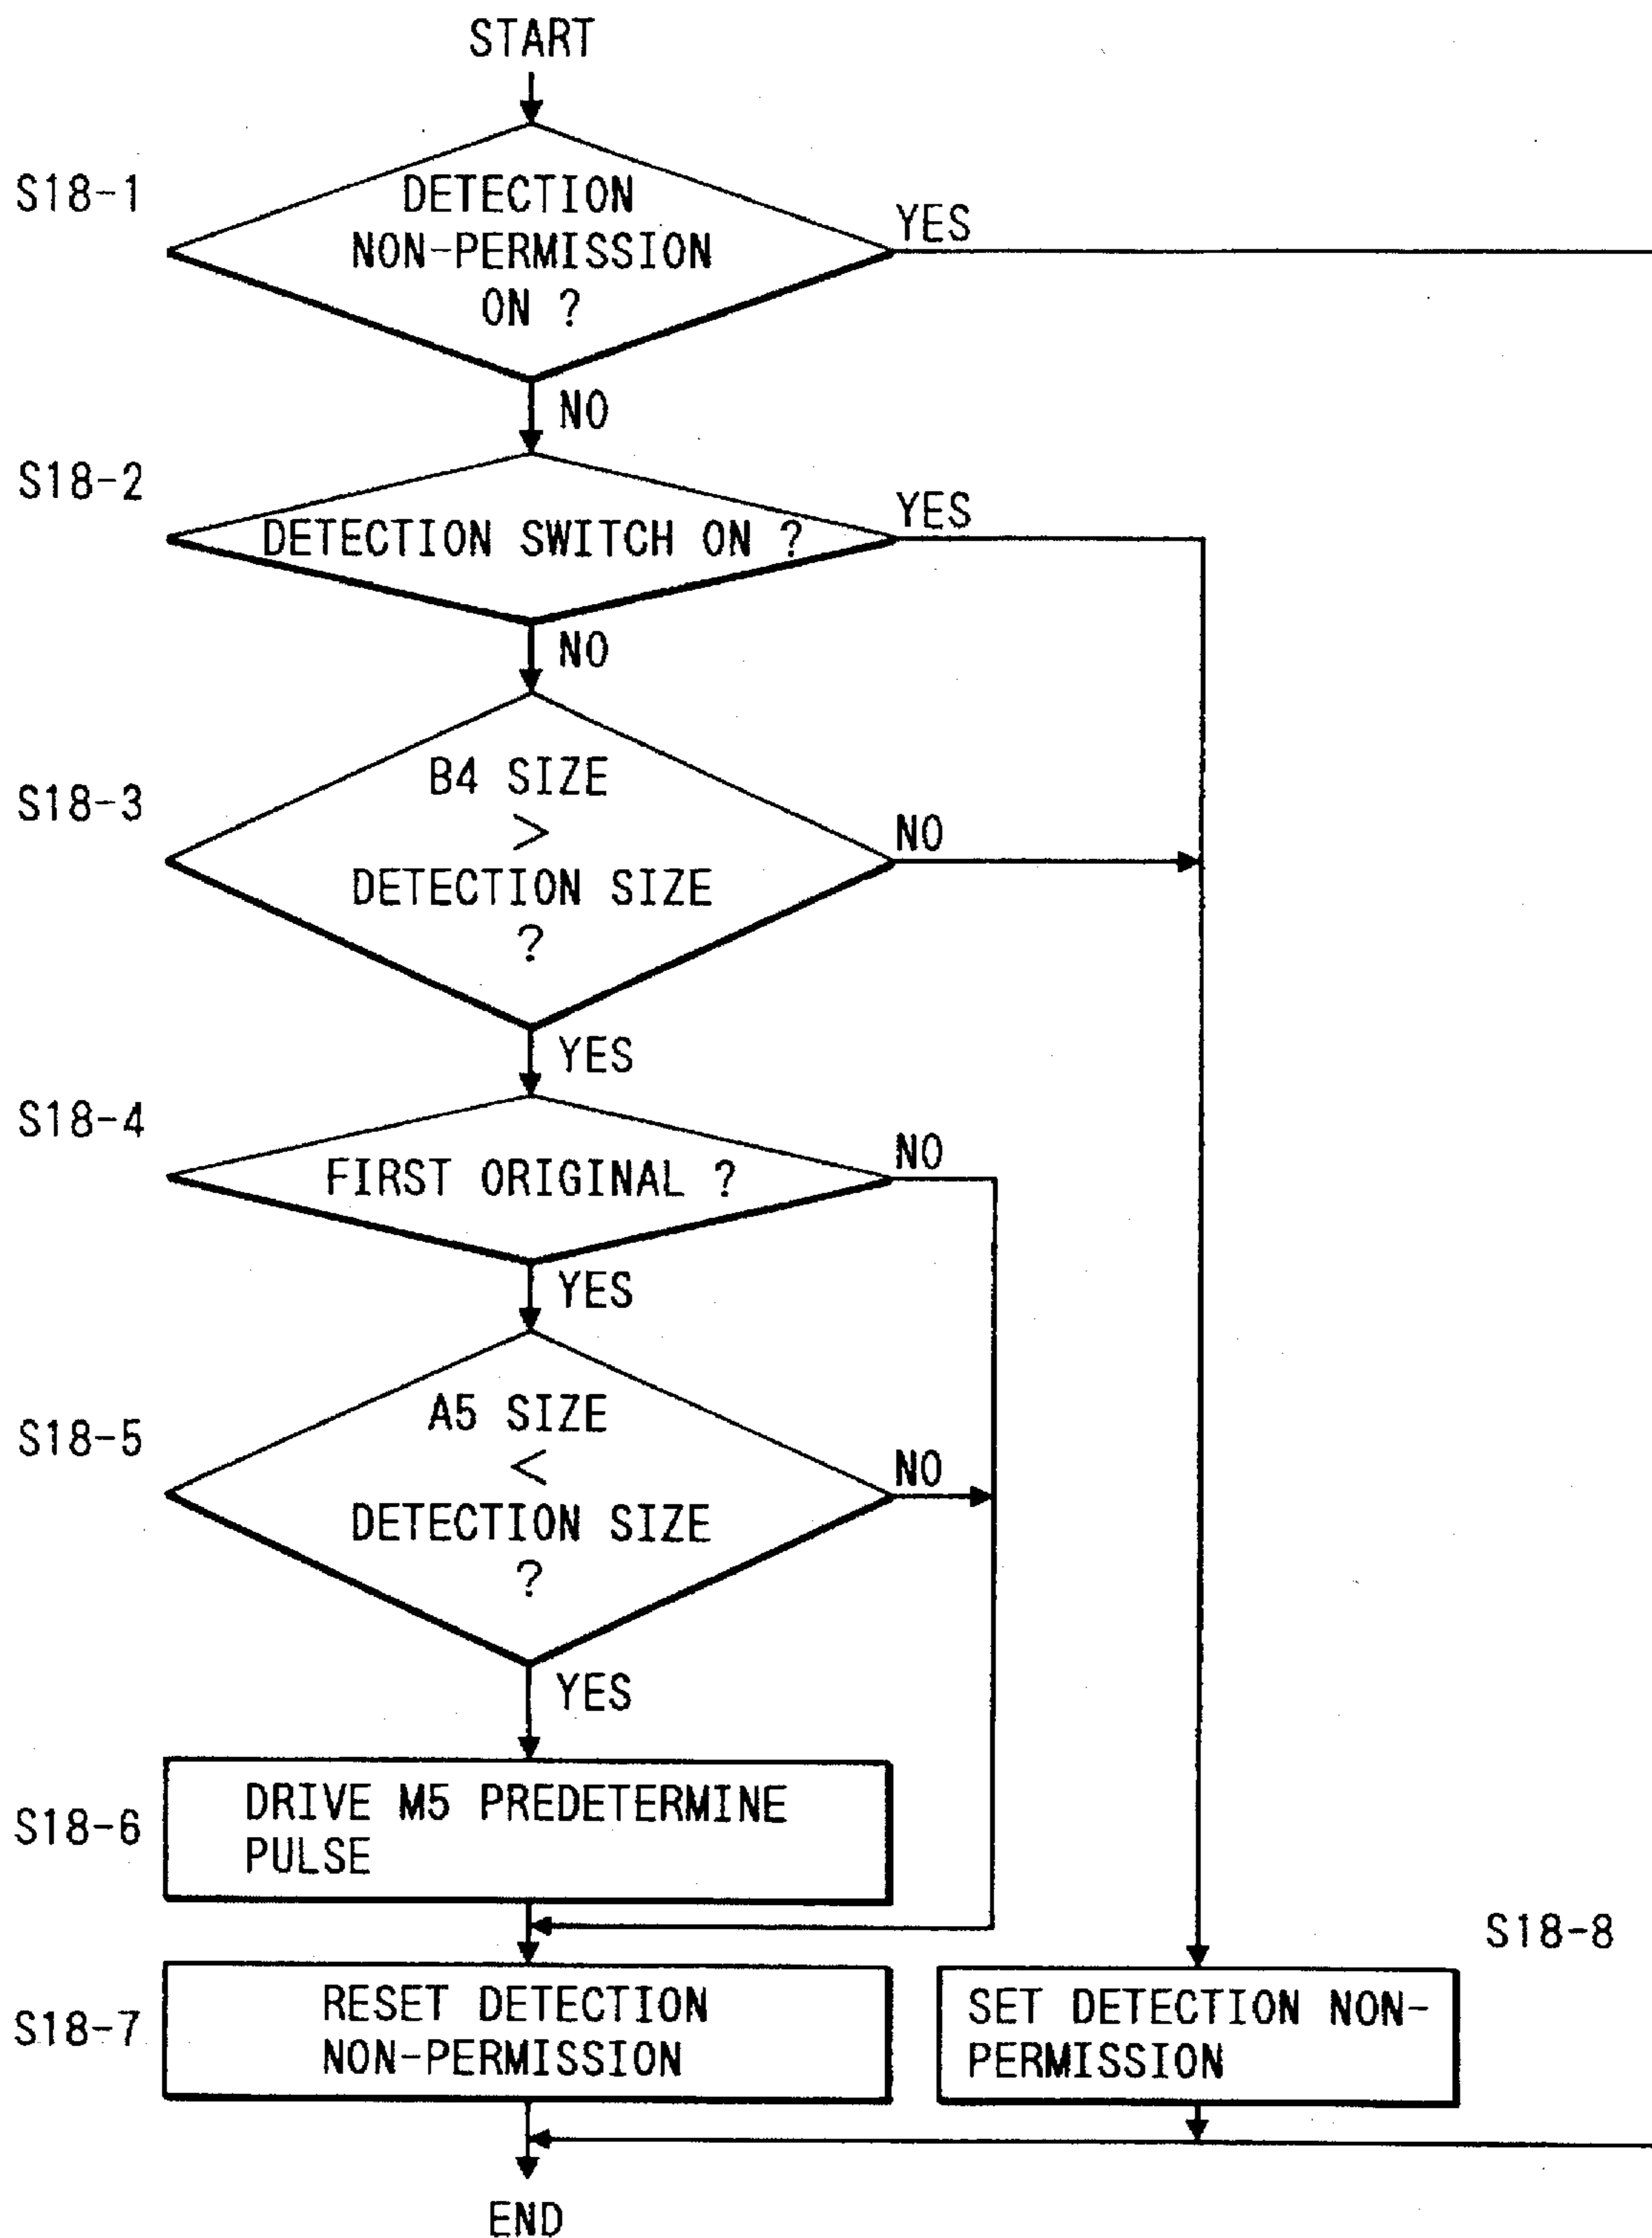 START
S18-1
DETECTION
NON-PERMISSION
ON ?
YES
NO
S18-2
DETECTION SWITCH ON ?
YES
NO
S18-3
B4 SIZE
>
DETECTION SIZE
?
NO
YES
S18-4
FIRST ORIGINAL ?
NO
YES
S18-5
A5 SIZE
<
DETECTION SIZE
?
NO
YES
S18-6
DRIVE M5 PREDETERMINE
PULSE
S18-7
RESET DETECTION
NON-PERMISSION
S18-8
SET DETECTION NON-
PERMISSION
END